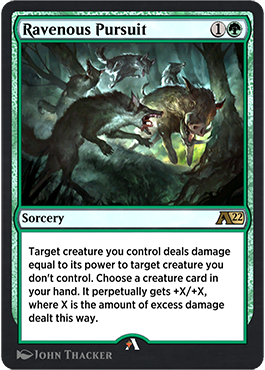 Ravenous Pursuit 1
Sorcery A22
Target creature you control deals damage
equal to its power to target creature you
don't control. Choose a creature card in
your hand. It perpetually gets +X/+X,
where X is the amount of excess damage
dealt this way.
John Thacker